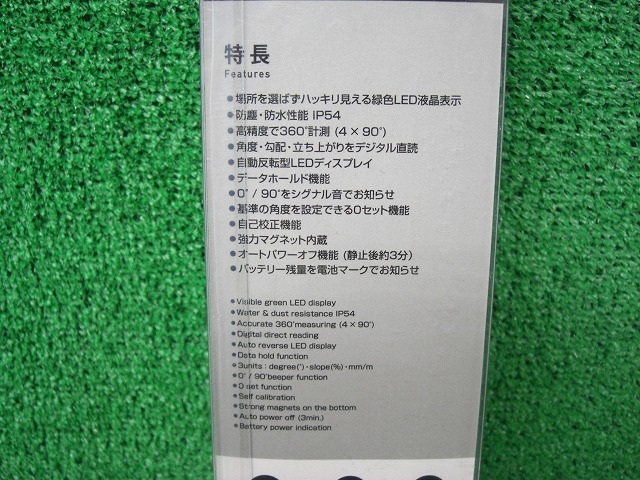 特長
Features
●場所を選ばずハッキリ見える緑色LED液晶表示
●防塵・防水性能 IP54
●高精度で360°計測 (4×90°)
●角度・勾配・立ち上がりをデジタル直読
●自動反転型LEDディスプレイ
●データホールド機能
●0°/90°をシグナル音でお知らせ
●基準の角度を設定できる0セット機能
●自己校正機能
●強力マグネット内蔵
●オートパワーオフ機能 (静止後約3分)
●バッテリー残量を電池マークでお知らせ
●Visible green LED display
●Water & dust resistance IP54
●Accurate 360°measuring (4×90°)
●Digital direct reading
●Auto reverse LED display
●Data hold function
●3units : degree(°)・slope(%)・mm/m
●0°/90°beeper function
●0 set function
●Self calibration
●Strong magnets on the bottom
●Auto power off (3min.)
●Battery power indication